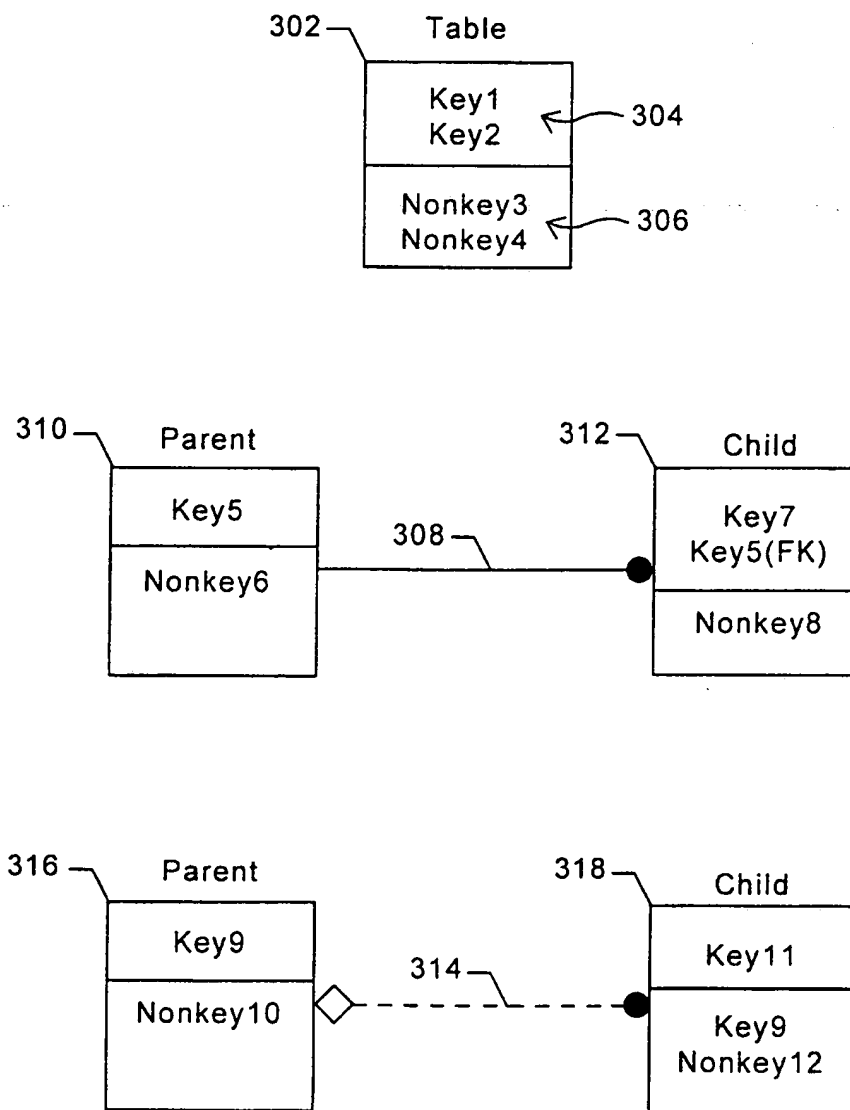 302 Table
Key1
Key2
304
Nonkey3
Nonkey4
306
310 Parent
312 Child
Key5
308
Key7
Key5(FK)
Nonkey6
Nonkey8
316 Parent
318 Child
Key9
314
Key11
Nonkey10
Key9
Nonkey12